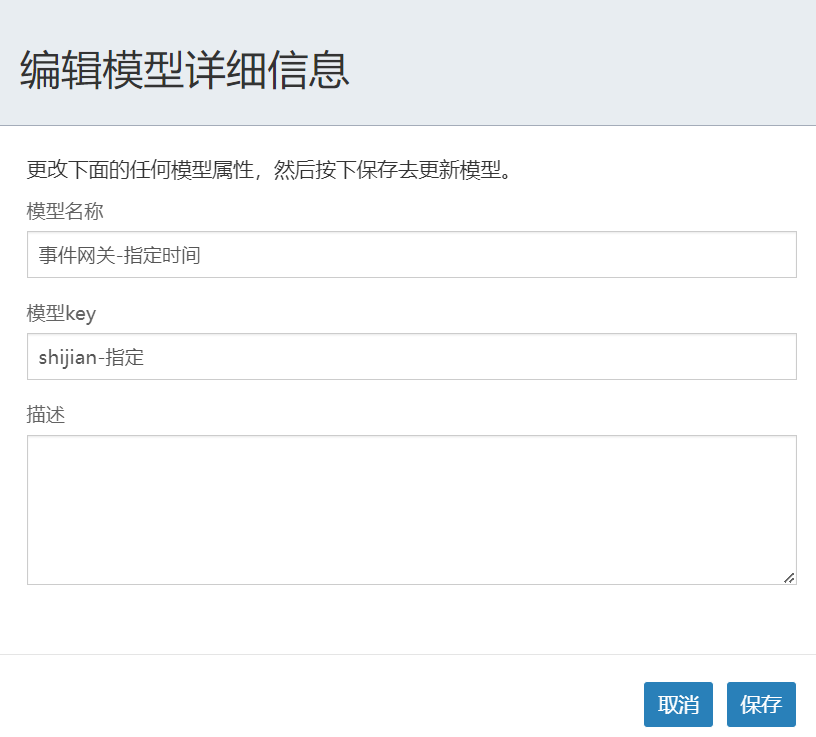 编辑模型详细信息
更改下面的任何模型属性，然后按下保存去更新模型。
模型名称
事件网关-指定时间
模型key
shijian-指定
描述
取消 保存